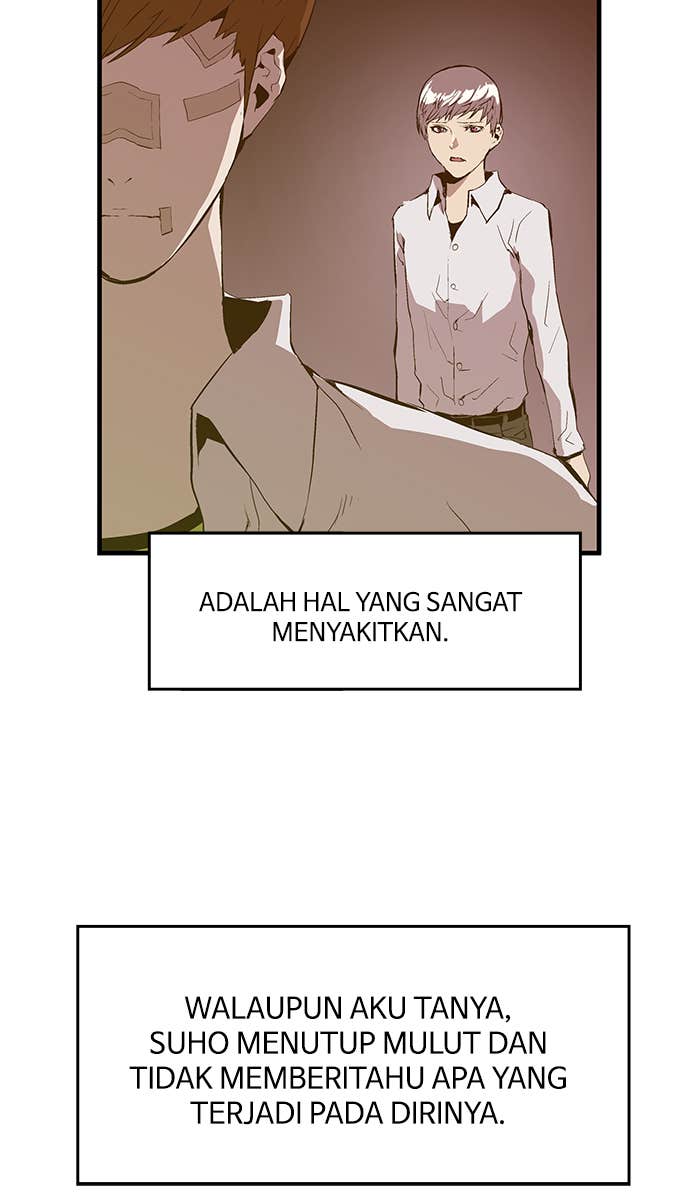 ADALAH HAL YANG SANGAT
MENYAKITKAN.
WALAUPUN AKU TANYA,
SUHO MENUTUP MULUT DAN
TIDAK MEMBERITAHU APA YANG
TERJADI PADA DIRINYA.